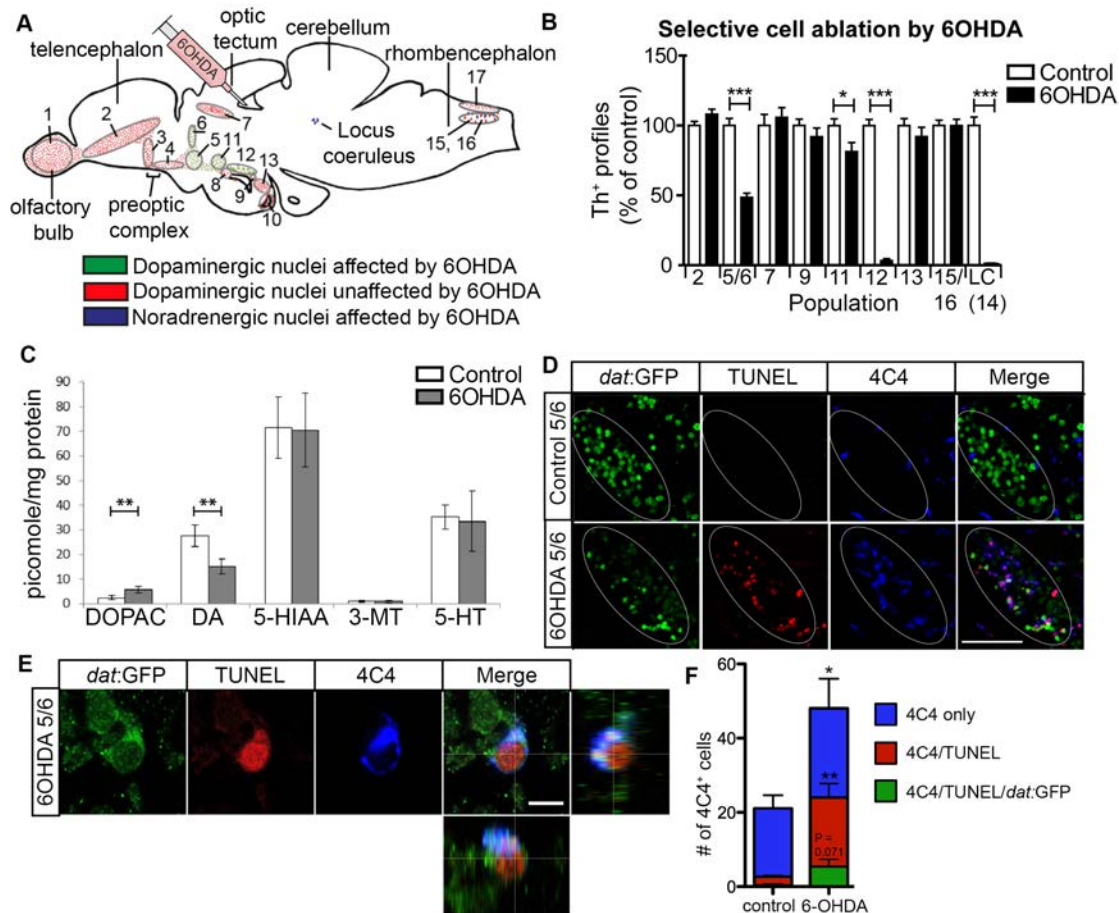 A
telencephalon
6OHDA
optic
tectum
cerebellum
rhombencephalon
1
2
3
4
5
6
7
8
9
10
11
12
13
17
15, 16
Locus
coeruleus
olfactory
bulb
preoptic
complex
Dopaminergic nuclei affected by 6OHDA
Dopaminergic nuclei unaffected by 6OHDA
Noradrenergic nuclei affected by 6OHDA
B
Selective cell ablation by 6OHDA
Th+ profiles
(% of control)
150
100
50
0
*** * *** ***
Control
6OHDA
2 5/6 7 9 11 12 13 15/ LC
16 (14)
Population
C
picomole/mg protein
90
80
70
60
50
40
30
20
10
0
** **
Control
6OHDA
DOPAC DA 5-HIAA 3-MT 5-HT
D
dat:GFP TUNEL 4C4 Merge
Control 5/6
6OHDA 5/6
E
dat:GFP TUNEL 4C4 Merge
6OHDA 5/6
F
# of 4C4+ cells
60
40
20
0
*
**
P =
0.071
control 6-OHDA
4C4 only
4C4/TUNEL
4C4/TUNEL/dat:GFP